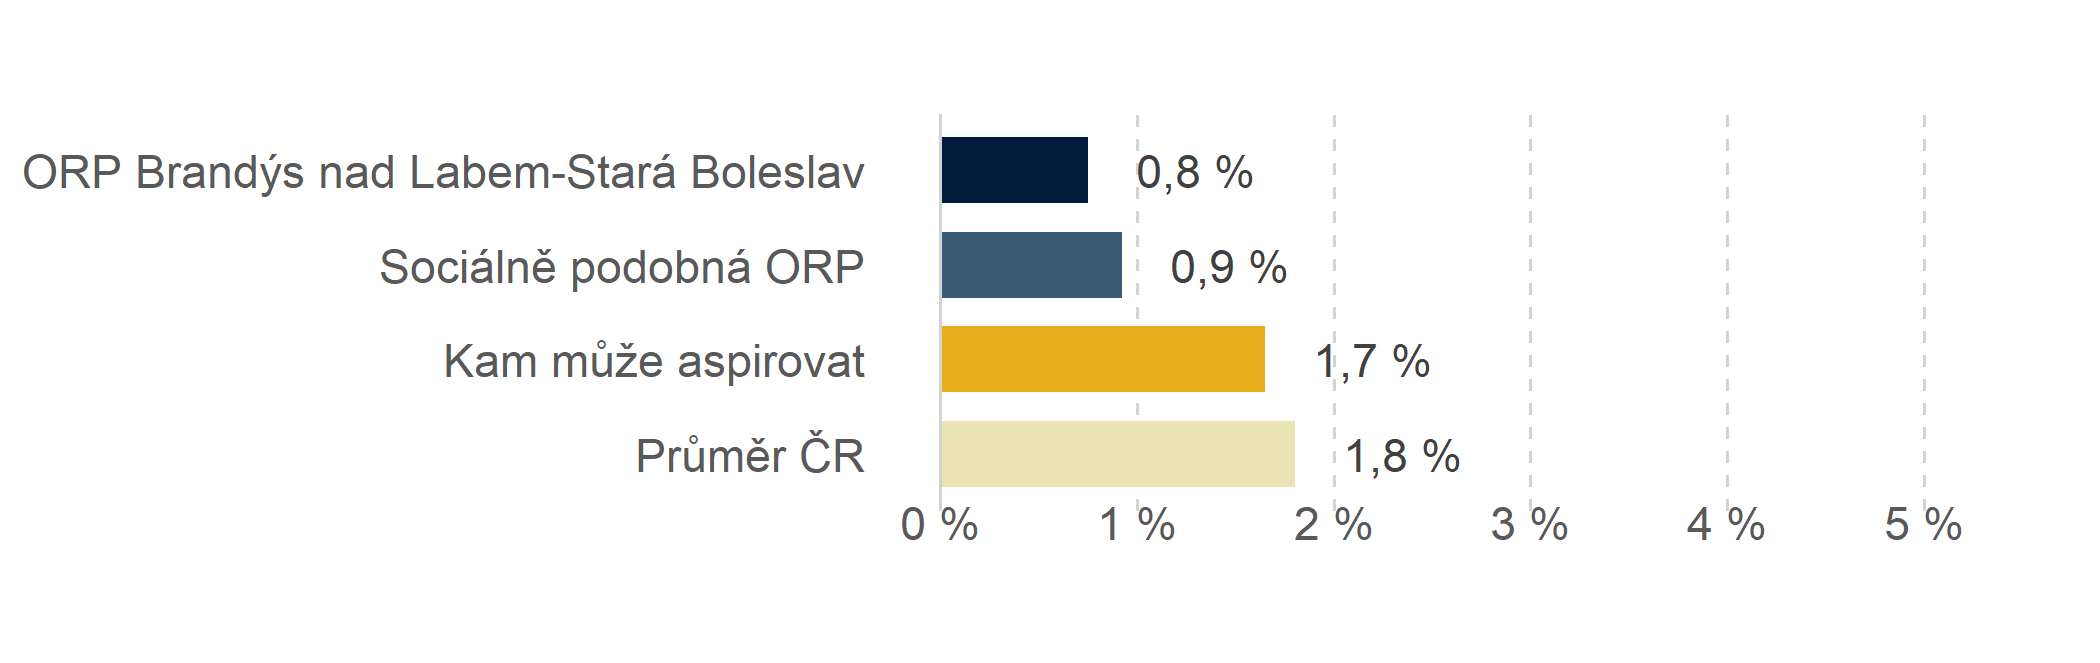 ORP Brandýs nad Labem-Stará Boleslav 0,8 %
Sociálně podobná ORP 0,9 %
Kam může aspirovat 1,7 %
Průměr ČR 1,8 %
0 % 1 % 2 % 3 % 4 % 5 %